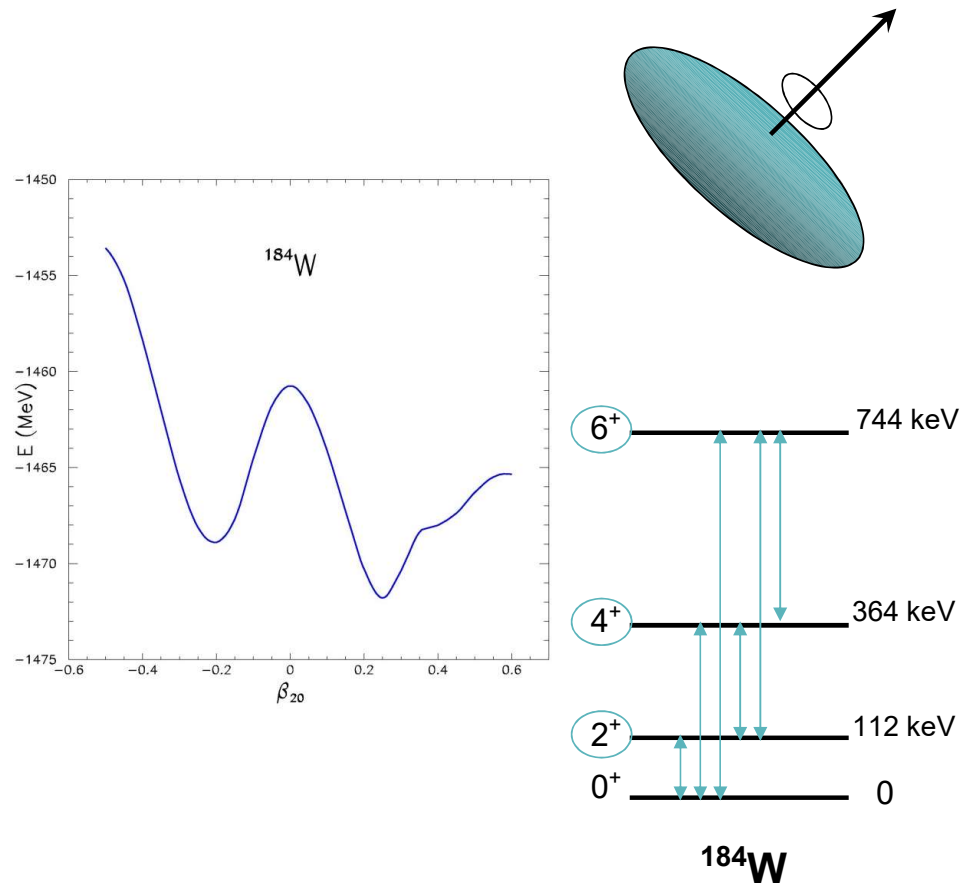 −1450
−1455
−1460
−1465
−1470
−1475
E (MeV)
¹⁸⁴W
−0.6 −0.4 −0.2 0 0.2 0.4 0.6
β₂₀
6⁺ 744 keV
4⁺ 364 keV
2⁺ 112 keV
0⁺ 0
¹⁸⁴W